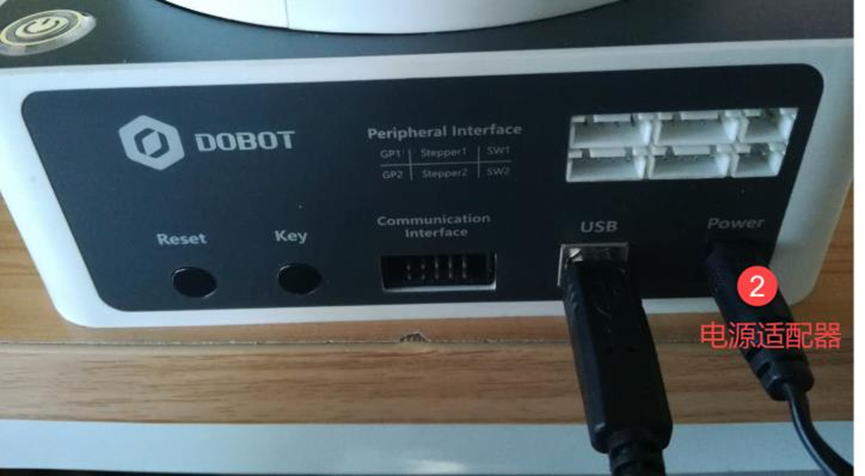 DOBOT
Peripheral Interface
GP1 Stepper1 SW1
GP2 Stepper2 SW2
Communication
Interface
Reset
Key
USB
Power
2
电源适配器